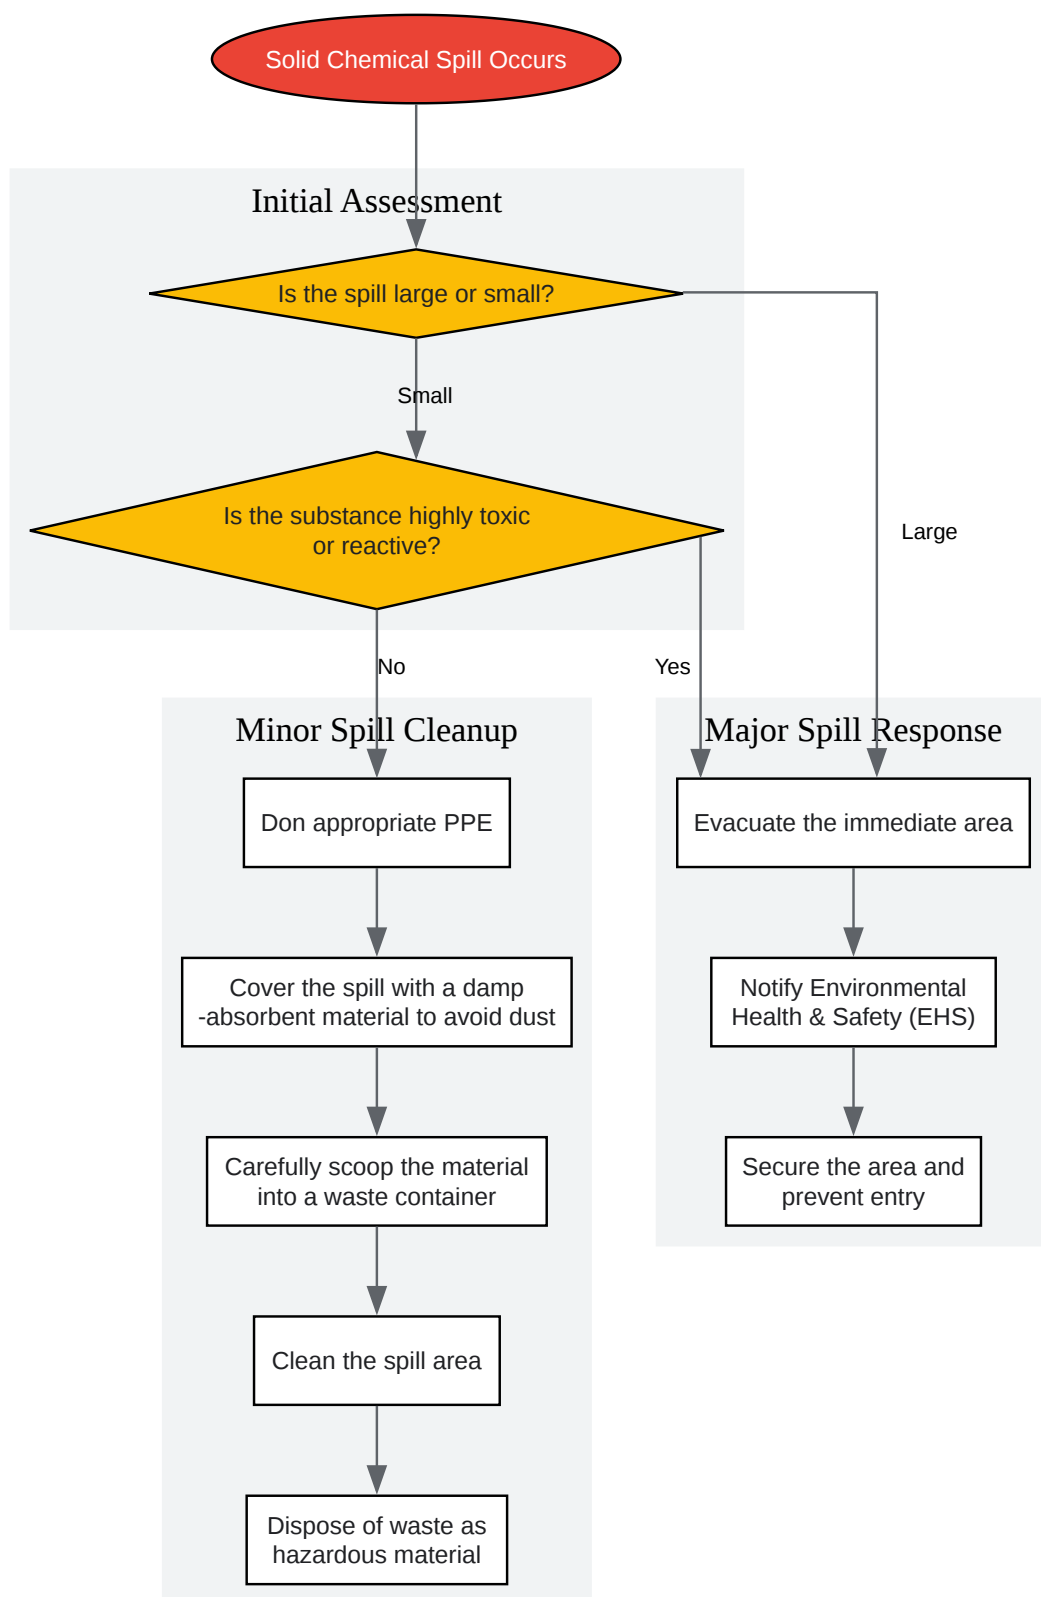 Solid Chemical Spill Occurs
Initial Assessment
Is the spill large or small?
Small
Is the substance highly toxic
or reactive?
Large
No
Yes
Minor Spill Cleanup
Major Spill Response
Don appropriate PPE
Evacuate the immediate area
Cover the spill with a damp
-absorbent material to avoid dust
Notify Environmental
Health & Safety (EHS)
Carefully scoop the material
into a waste container
Secure the area and
prevent entry
Clean the spill area
Dispose of waste as
hazardous material